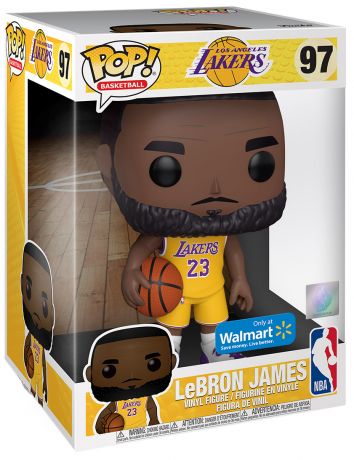 POP!
BASKETBALL
97
LOS ANGELES
LAKERS
97
LAKERS
23
Only at
Walmart
Save money. Live better.
LeBRON JAMES
VINYL FIGURE / FIGURINE EN VINYLE
FIGURA DE VINIL
NBA
LAKERS
23
⚠ WARNING: